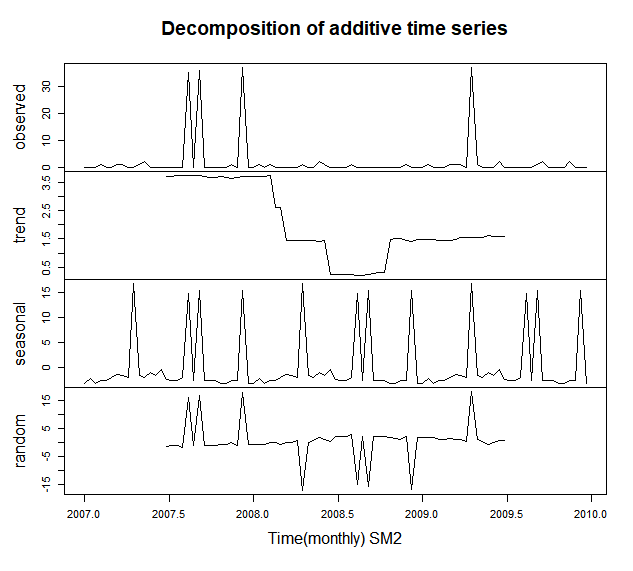 Decomposition of additive time series
observed
0 10 20 30
trend
0.5 1.5 2.5 3.5
seasonal
0 5 10 15
random
-15 -5 5 15
2007.0 2007.5 2008.0 2008.5 2009.0 2009.5 2010.0
Time(monthly) SM2